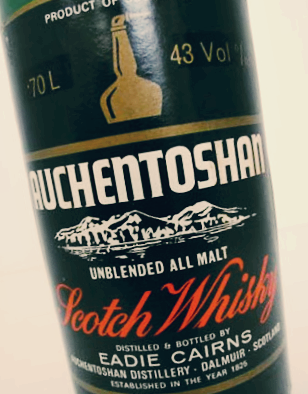 PRODUCT OF
70 L
43 Vol
AUCHENTOSHAN
UNBLENDED ALL MALT
Scotch Whisky
DISTILLED & BOTTLED BY
EADIE CAIRNS
AUCHENTOSHAN DISTILLERY · DALMUIR · SCOTLAND
ESTABLISHED IN THE YEAR 1825